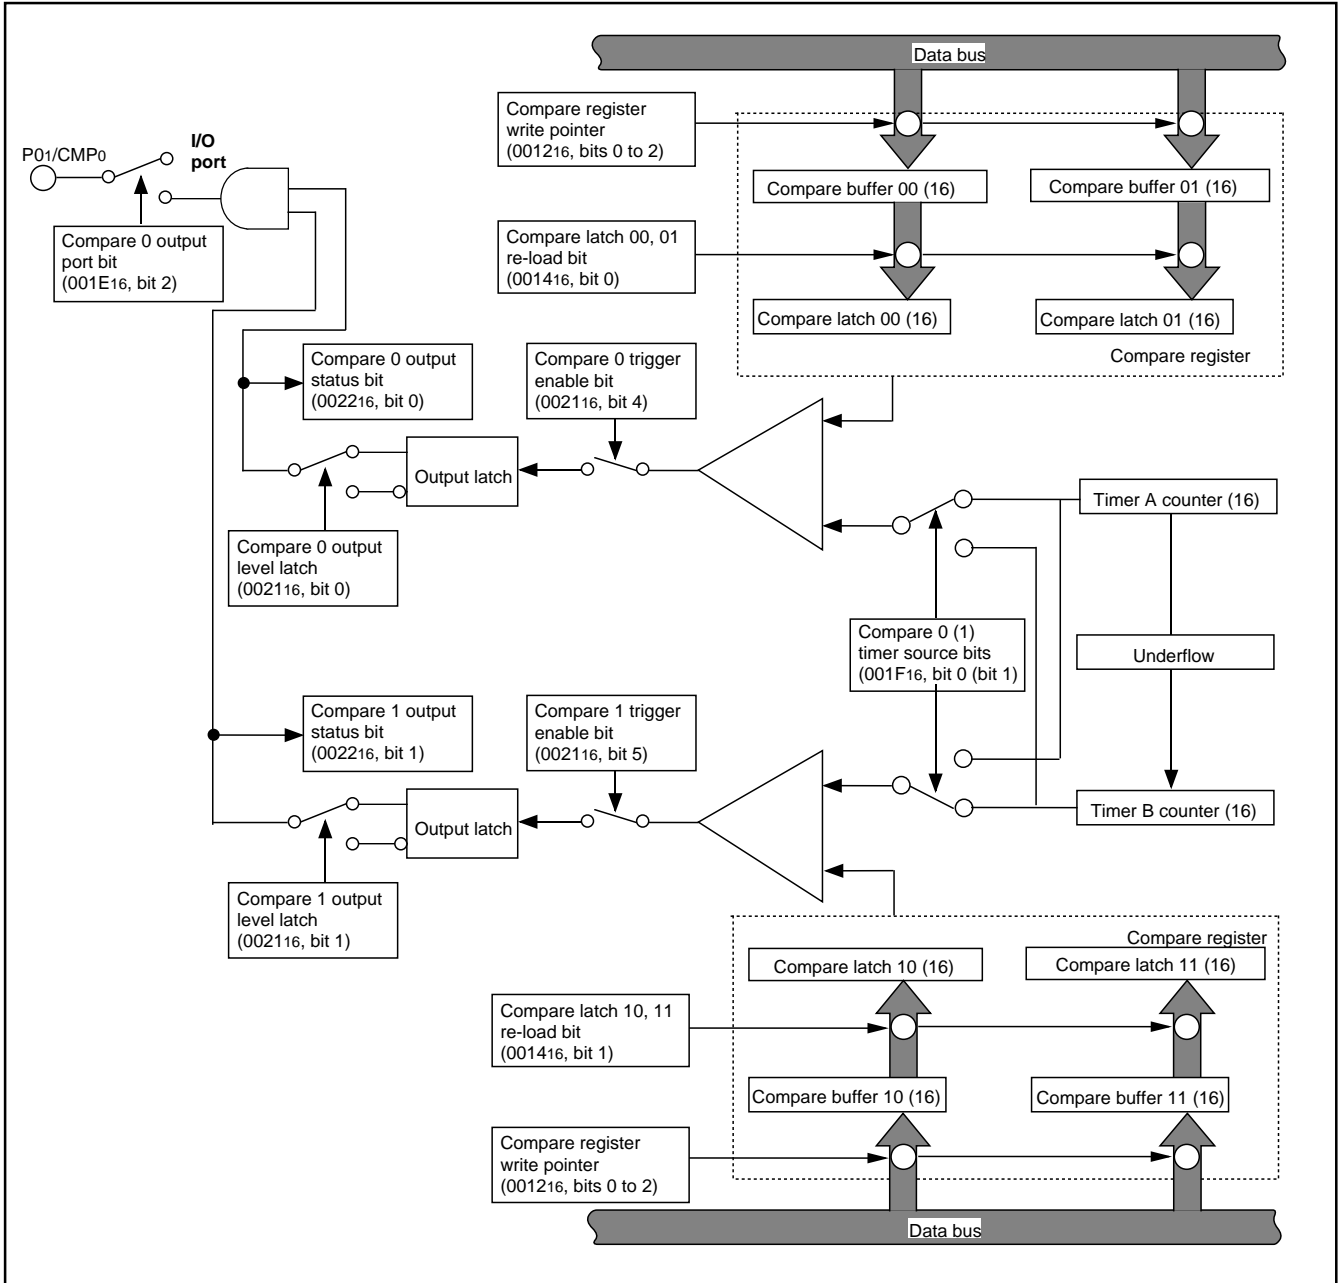 Data bus
Compare register
write pointer
(001216, bits 0 to 2)
I/O
port
P01/CMP0
Compare buffer 00 (16)
Compare buffer 01 (16)
Compare 0 output
port bit
(001E16, bit 2)
Compare latch 00, 01
re-load bit
(001416, bit 0)
Compare latch 00 (16)
Compare latch 01 (16)
Compare register
Compare 0 output
status bit
(002216, bit 0)
Compare 0 trigger
enable bit
(002116, bit 4)
Output latch
Timer A counter (16)
Compare 0 output
level latch
(002116, bit 0)
Compare 0 (1)
timer source bits
(001F16, bit 0 (bit 1)
Underflow
Compare 1 output
status bit
(002216, bit 1)
Compare 1 trigger
enable bit
(002116, bit 5)
Output latch
Timer B counter (16)
Compare 1 output
level latch
(002116, bit 1)
Compare register
Compare latch 10 (16)
Compare latch 11 (16)
Compare latch 10, 11
re-load bit
(001416, bit 1)
Compare buffer 10 (16)
Compare buffer 11 (16)
Compare register
write pointer
(001216, bits 0 to 2)
Data bus